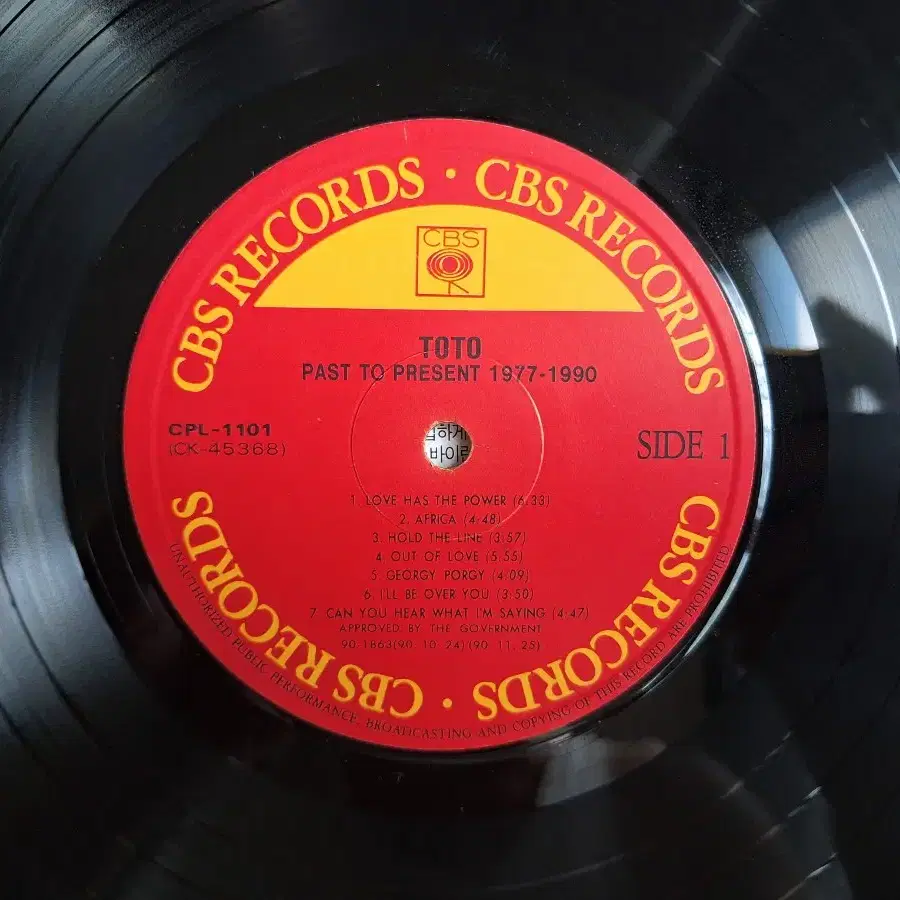 CBS RECORDS · CBS RECORDS
CBS
TOTO
PAST TO PRESENT 1977-1990
CPL-1101
(CK-45368)
SIDE 1
하게
바이
1. LOVE HAS THE POWER (6:33)
2. AFRICA (4:48)
3. HOLD THE LINE (3:57)
4. OUT OF LOVE (5:55)
5. GEORGY PORGY (4:09)
6. I'LL BE OVER YOU (3:50)
7. CAN YOU HEAR WHAT I'M SAYING (4:47)
APPROVED BY THE GOVERNMENT
90-1863(90. 10. 24)'(90. 11. 25)
CBS RECORDS · CBS RECORDS
UNAUTHORIZED PUBLIC PERFORMANCE, BROADCASTING AND COPYING OF THIS RECORD ARE PROHIBITED